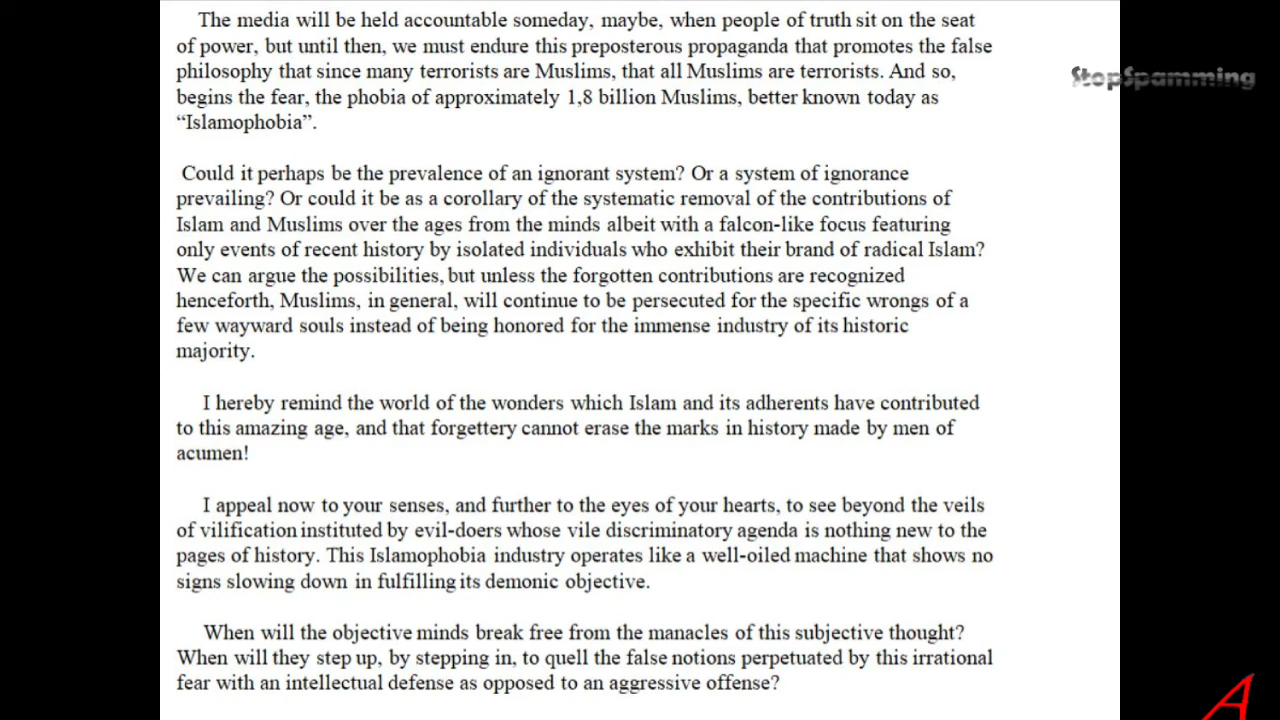 The media will be held accountable someday, maybe, when people of truth sit on the seat
of power, but until then, we must endure this preposterous propaganda that promotes the false
philosophy that since many terrorists are Muslims, that all Muslims are terrorists. And so,
begins the fear, the phobia of approximately 1,8 billion Muslims, better known today as
“Islamophobia”.
StopSpamming
Could it perhaps be the prevalence of an ignorant system? Or a system of ignorance
prevailing? Or could it be as a corollary of the systematic removal of the contributions of
Islam and Muslims over the ages from the minds albeit with a falcon-like focus featuring
only events of recent history by isolated individuals who exhibit their brand of radical Islam?
We can argue the possibilities, but unless the forgotten contributions are recognized
henceforth, Muslims, in general, will continue to be persecuted for the specific wrongs of a
few wayward souls instead of being honored for the immense industry of its historic
majority.
I hereby remind the world of the wonders which Islam and its adherents have contributed
to this amazing age, and that forgettery cannot erase the marks in history made by men of
acumen!
I appeal now to your senses, and further to the eyes of your hearts, to see beyond the veils
of vilification instituted by evil-doers whose vile discriminatory agenda is nothing new to the
pages of history. This Islamophobia industry operates like a well-oiled machine that shows no
signs slowing down in fulfilling its demonic objective.
When will the objective minds break free from the manacles of this subjective thought?
When will they step up, by stepping in, to quell the false notions perpetuated by this irrational
fear with an intellectual defense as opposed to an aggressive offense?
A